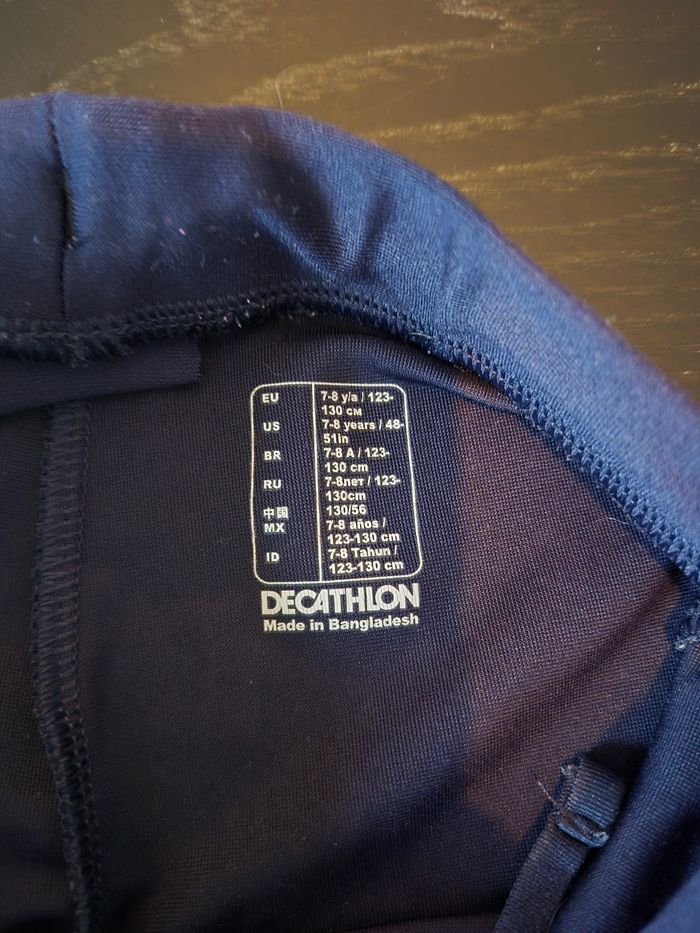 EU 7-8 y/a / 123-
130 см
US 7-8 years / 48-
51in
BR 7-8 A / 123-
130 cm
RU 7-8лет / 123-
130cm
中国 130/56
MX 7-8 años /
123-130 cm
ID 7-8 Tahun /
123-130 cm
DECATHLON
Made in Bangladesh